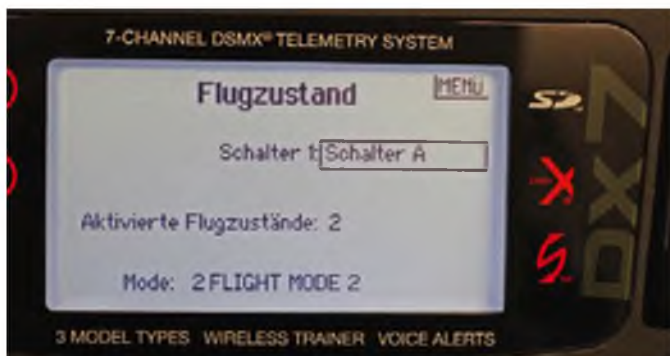 7-CHANNEL DSMX® TELEMETRY SYSTEM
Flugzustand
MENÜ
Schalter 1: Schalter A
Aktivierte Flugzustände: 2
Mode: 2 FLIGHT MODE 2
3 MODEL TYPES WIRELESS TRAINER VOICE ALERTS
DX7